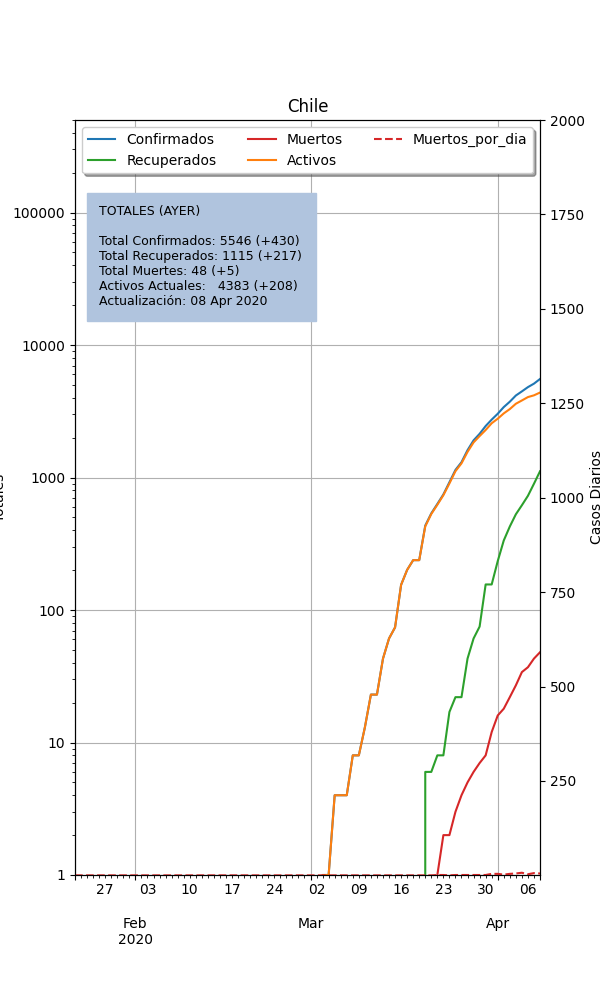 Chile
Confirmados
Recuperados
Muertos
Activos
Muertos_por_dia
TOTALES (AYER)
Total Confirmados: 5546 (+430)
Total Recuperados: 1115 (+217)
Total Muertes: 48 (+5)
Activos Actuales: 4383 (+208)
Actualización: 08 Apr 2020
100000
10000
1000
100
10
1
2000
1750
1500
1250
1000
750
500
250
Casos Diarios
27 03 10 17 24 02 09 16 23 30 06
Feb Mar Apr
2020